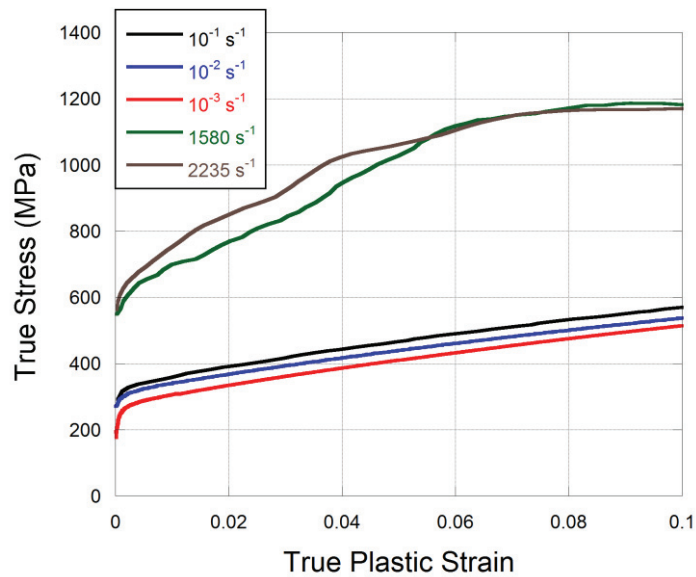 1400
1200
1000
800
600
400
200
0
True Stress (MPa)
10⁻¹ s⁻¹
10⁻² s⁻¹
10⁻³ s⁻¹
1580 s⁻¹
2235 s⁻¹
0 0.02 0.04 0.06 0.08 0.1
True Plastic Strain